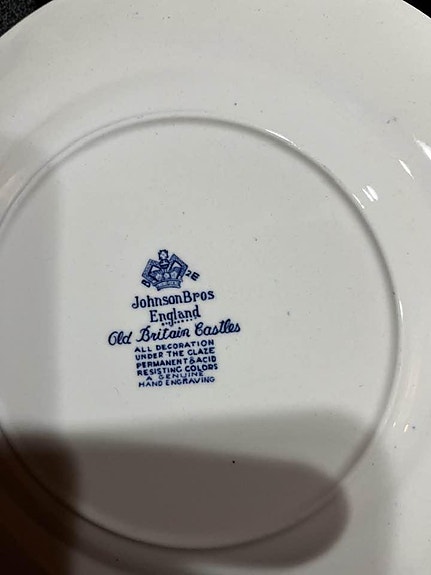 JohnsonBros
England
Old Britain Castles
ALL DECORATION
UNDER THE GLAZE
PERMANENT & ACID
RESISTING COLORS
A GENUINE
HAND ENGRAVING